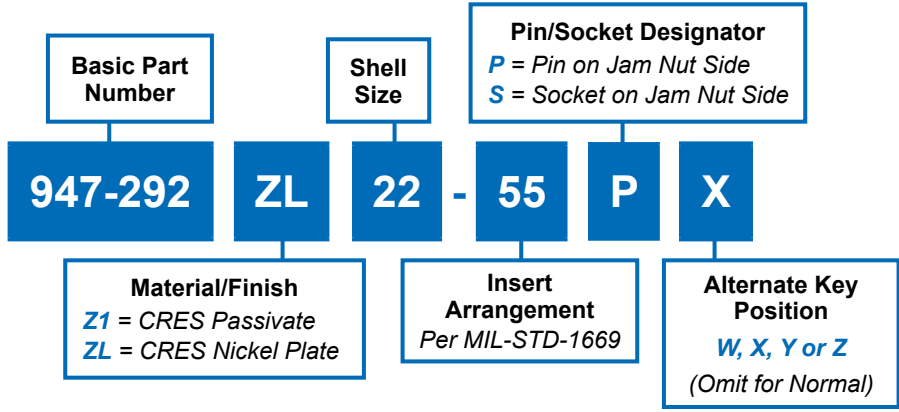 Basic Part
Number
Shell
Size
Pin/Socket Designator
P = Pin on Jam Nut Side
S = Socket on Jam Nut Side
947-292 ZL 22 - 55 P X
Material/Finish
Z1 = CRES Passivate
ZL = CRES Nickel Plate
Insert
Arrangement
Per MIL-STD-1669
Alternate Key
Position
W, X, Y or Z
(Omit for Normal)